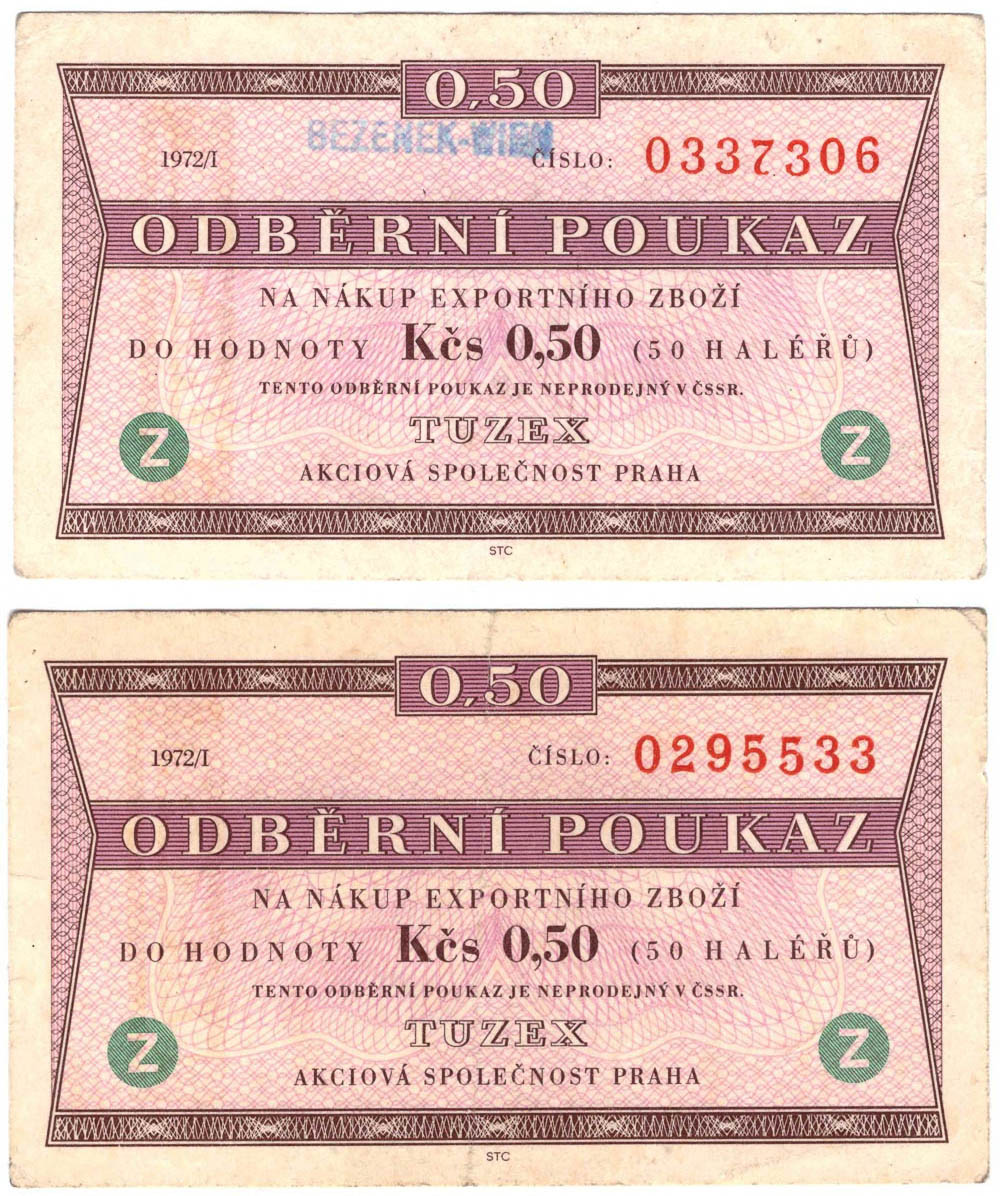 0,50
BEZENEK-WIEN
1972/I ČÍSLO: 0337306
ODBĚRNÍ POUKAZ
NA NÁKUP EXPORTNÍHO ZBOŽÍ
DO HODNOTY Kčs 0,50 (50 HALÉŘŮ)
TENTO ODBĚRNÍ POUKAZ JE NEPRODEJNÝ V ČSSR.
TUZEX
Z Z
AKCIOVÁ SPOLEČNOST PRAHA
STC
0,50
1972/I ČÍSLO: 0295533
ODBĚRNÍ POUKAZ
NA NÁKUP EXPORTNÍHO ZBOŽÍ
DO HODNOTY Kčs 0,50 (50 HALÉŘŮ)
TENTO ODBĚRNÍ POUKAZ JE NEPRODEJNÝ V ČSSR.
TUZEX
Z Z
AKCIOVÁ SPOLEČNOST PRAHA
STC